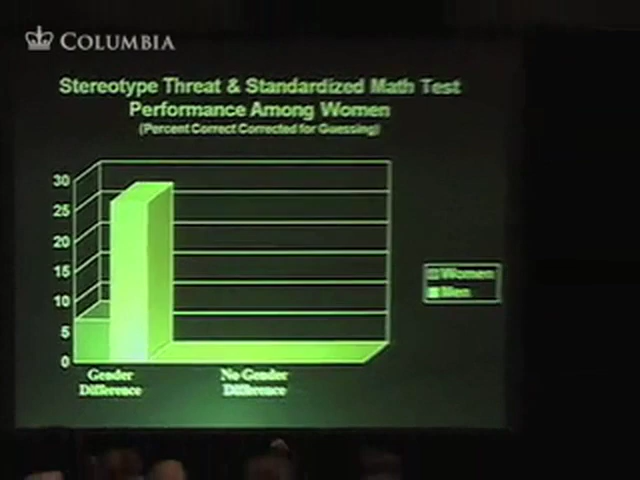 COLUMBIA
Stereotype Threat & Standardized Math Test
Performance Among Women
(Percent Correct Corrected for Guessing)
30
25
20
15
10
5
0
Women
Men
Gender
Difference
No Gender
Difference